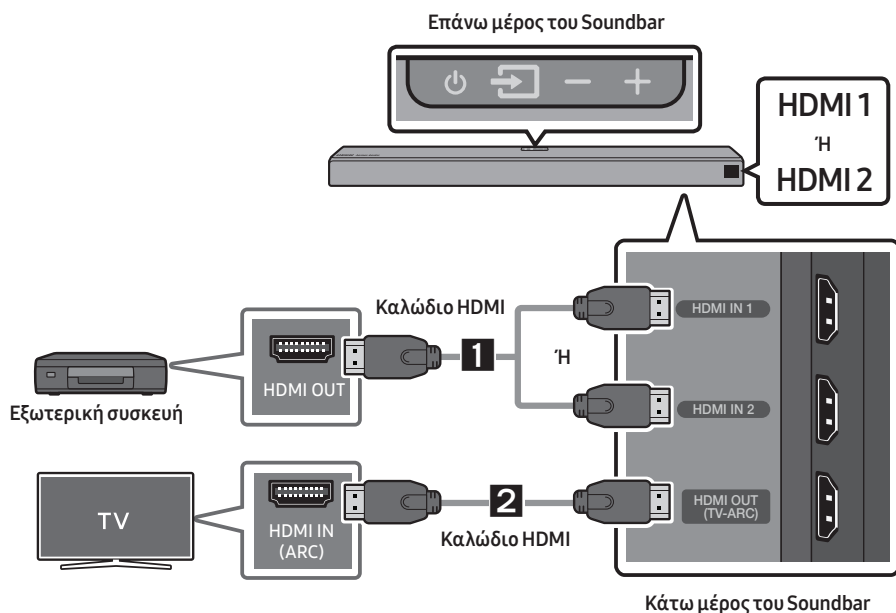 Επάνω μέρος του Soundbar
HDMI 1
Ή
HDMI 2
Καλώδιο HDMI
HDMI IN 1
1
Ή
HDMI OUT
Εξωτερική συσκευή
HDMI IN 2
TV
HDMI IN
(ARC)
2
Καλώδιο HDMI
HDMI OUT
(TV-ARC)
Κάτω μέρος του Soundbar